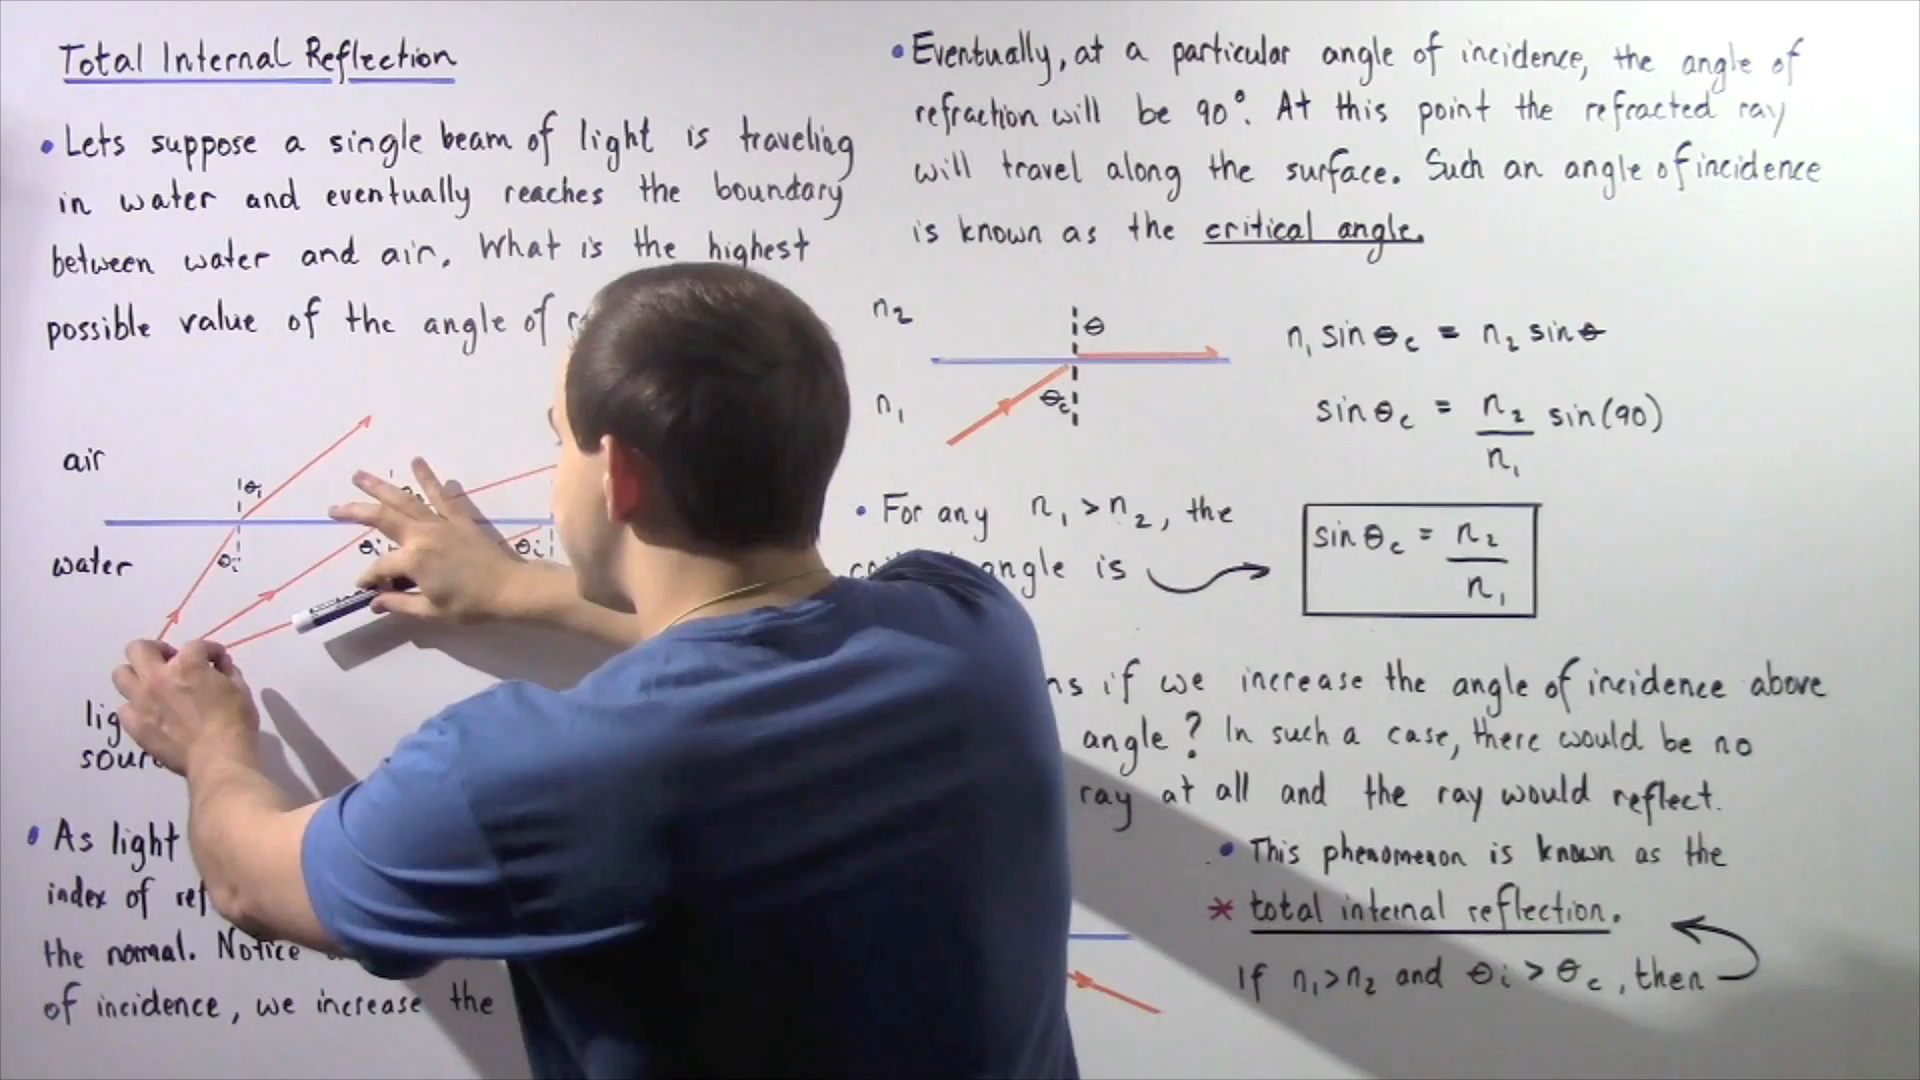 Total Internal Reflection
• Lets suppose a single beam of light is traveling
in water and eventually reaches the boundary
between water and air. What is the highest
possible value of the angle of
air
θ₁
water
θi
θi
θi
• As light
index of
the normal. Notice
of incidence, we increase the
• Eventually, at a particular angle of incidence, the angle of
refraction will be 90°. At this point the refracted ray
will travel along the surface. Such an angle of incidence
is known as the critical angle.
n₂
θ
n₁
θc
n₁ sin θc = n₂ sin θ
sin θc = n₂/n₁ sin(90)
• For any n₁ > n₂, the
angle is
sin θc = n₂/n₁
if we increase the angle of incidence above
angle? In such a case, there would be no
ray at all and the ray would reflect.
• This phenomenon is known as the
* total internal reflection.
If n₁>n₂ and θi > θc, then